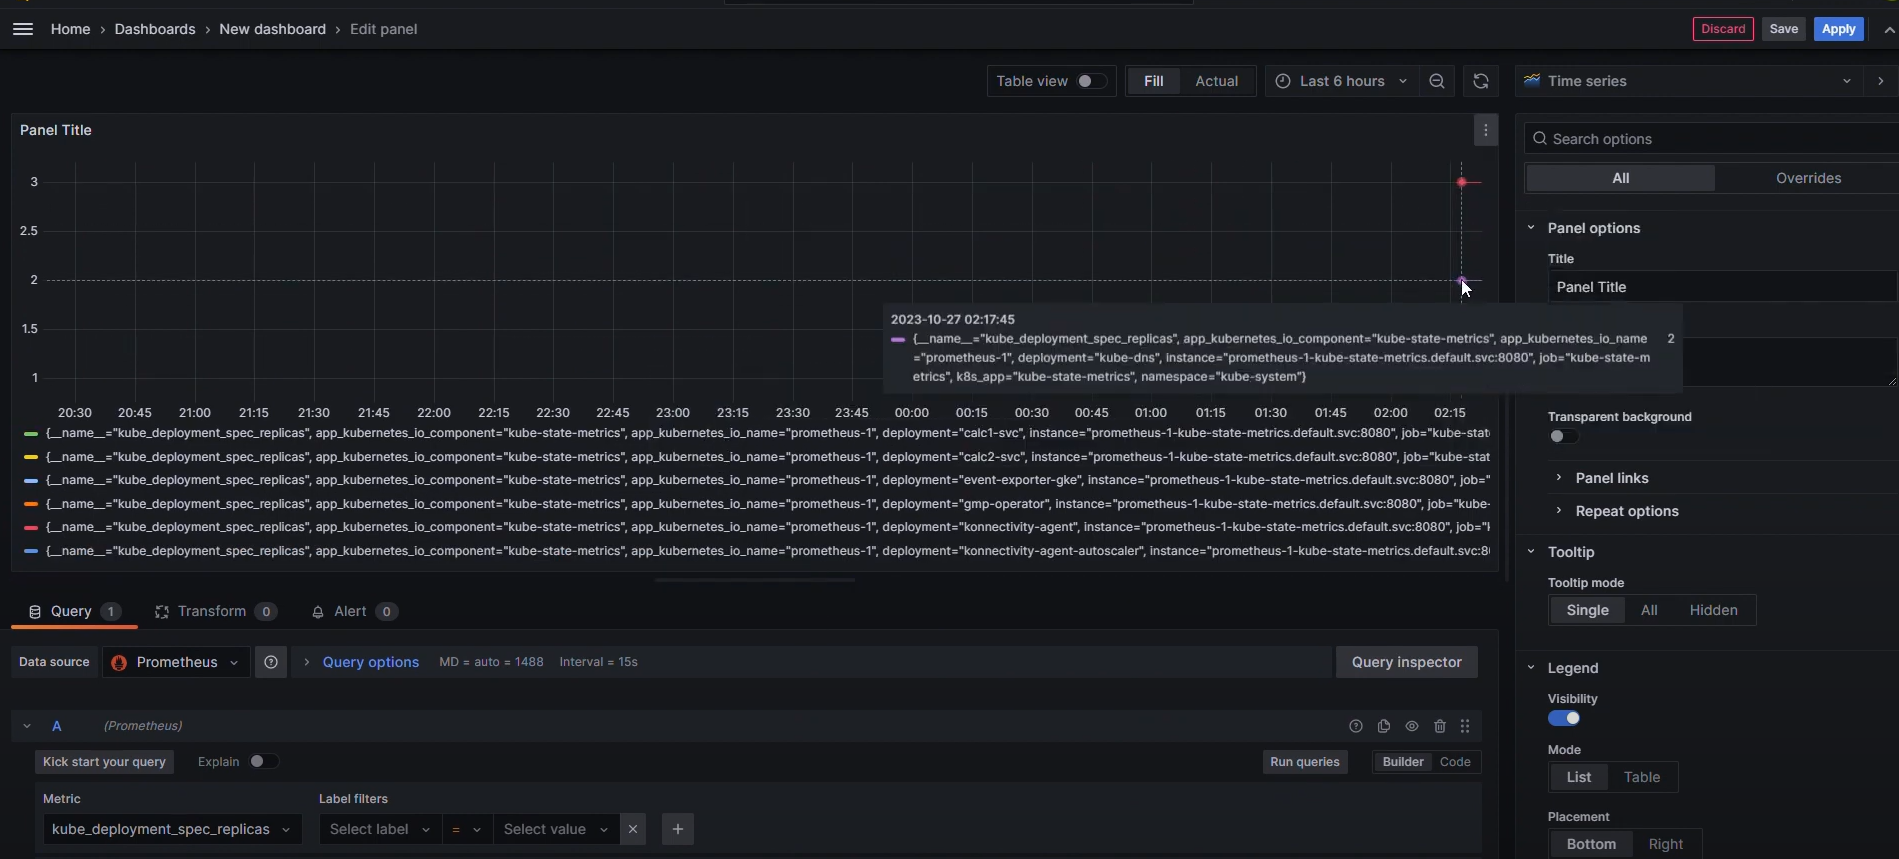 Home › Dashboards › New dashboard › Edit panel
Discard Save Apply
Table view Fill Actual Last 6 hours
Time series
Panel Title
Search options
All Overrides
3
2.5
2
1.5
1
20:30 20:45 21:00 21:15 21:30 21:45 22:00 22:15 22:30 22:45 23:00 23:15 23:30 23:45 00:00 00:15 00:30 00:45 01:00 01:15 01:30 01:45 02:00 02:15
2023-10-27 02:17:45
{__name__="kube_deployment_spec_replicas", app_kubernetes_io_component="kube-state-metrics", app_kubernetes_io_name 2
="prometheus-1", deployment="kube-dns", instance="prometheus-1-kube-state-metrics.default.svc:8080", job="kube-state-m
etrics", k8s_app="kube-state-metrics", namespace="kube-system"}
{__name__="kube_deployment_spec_replicas", app_kubernetes_io_component="kube-state-metrics", app_kubernetes_io_name="prometheus-1", deployment="calc1-svc", instance="prometheus-1-kube-state-metrics.default.svc:8080", job="kube-stat
{__name__="kube_deployment_spec_replicas", app_kubernetes_io_component="kube-state-metrics", app_kubernetes_io_name="prometheus-1", deployment="calc2-svc", instance="prometheus-1-kube-state-metrics.default.svc:8080", job="kube-stat
{__name__="kube_deployment_spec_replicas", app_kubernetes_io_component="kube-state-metrics", app_kubernetes_io_name="prometheus-1", deployment="event-exporter-gke", instance="prometheus-1-kube-state-metrics.default.svc:8080", job="
{__name__="kube_deployment_spec_replicas", app_kubernetes_io_component="kube-state-metrics", app_kubernetes_io_name="prometheus-1", deployment="gmp-operator", instance="prometheus-1-kube-state-metrics.default.svc:8080", job="kube-
{__name__="kube_deployment_spec_replicas", app_kubernetes_io_component="kube-state-metrics", app_kubernetes_io_name="prometheus-1", deployment="konnectivity-agent", instance="prometheus-1-kube-state-metrics.default.svc:8080", job="k
{__name__="kube_deployment_spec_replicas", app_kubernetes_io_component="kube-state-metrics", app_kubernetes_io_name="prometheus-1", deployment="konnectivity-agent-autoscaler", instance="prometheus-1-kube-state-metrics.default.svc:8
Query 1 Transform 0 Alert 0
Data source Prometheus Query options MD = auto = 1488 Interval = 15s Query inspector
A (Prometheus)
Kick start your query Explain Run queries Builder Code
Metric Label filters
kube_deployment_spec_replicas Select label = Select value
Panel options
Title
Panel Title
Transparent background
Panel links
Repeat options
Tooltip
Tooltip mode
Single All Hidden
Legend
Visibility
Mode
List Table
Placement
Bottom Right